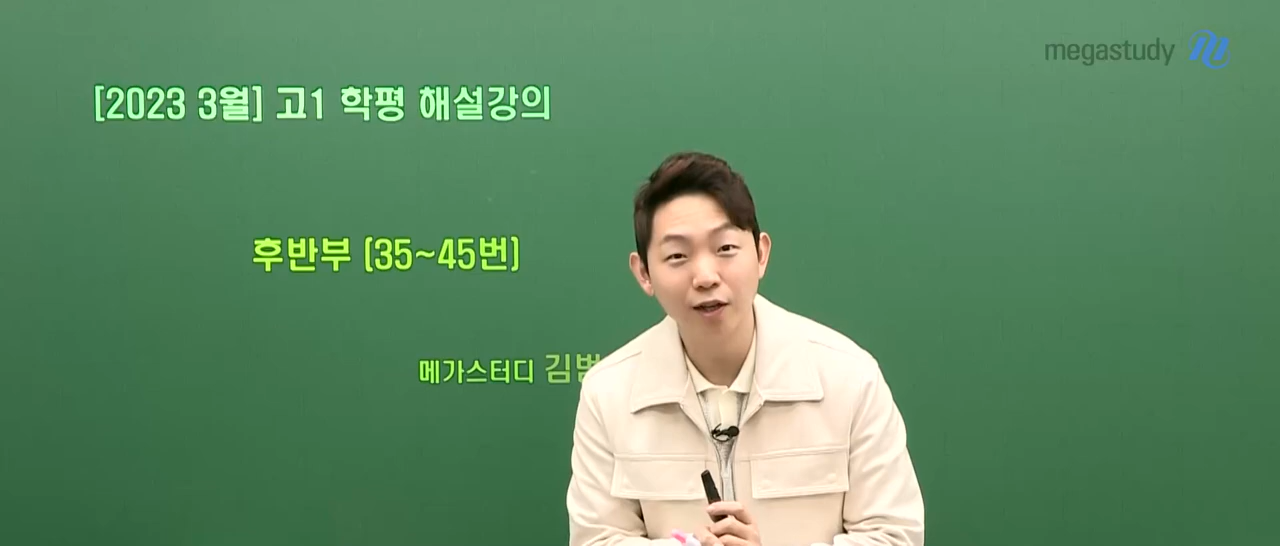 megastudy
[2023 3월] 고1 학평 해설강의
후반부 (35~45번)
메가스터디